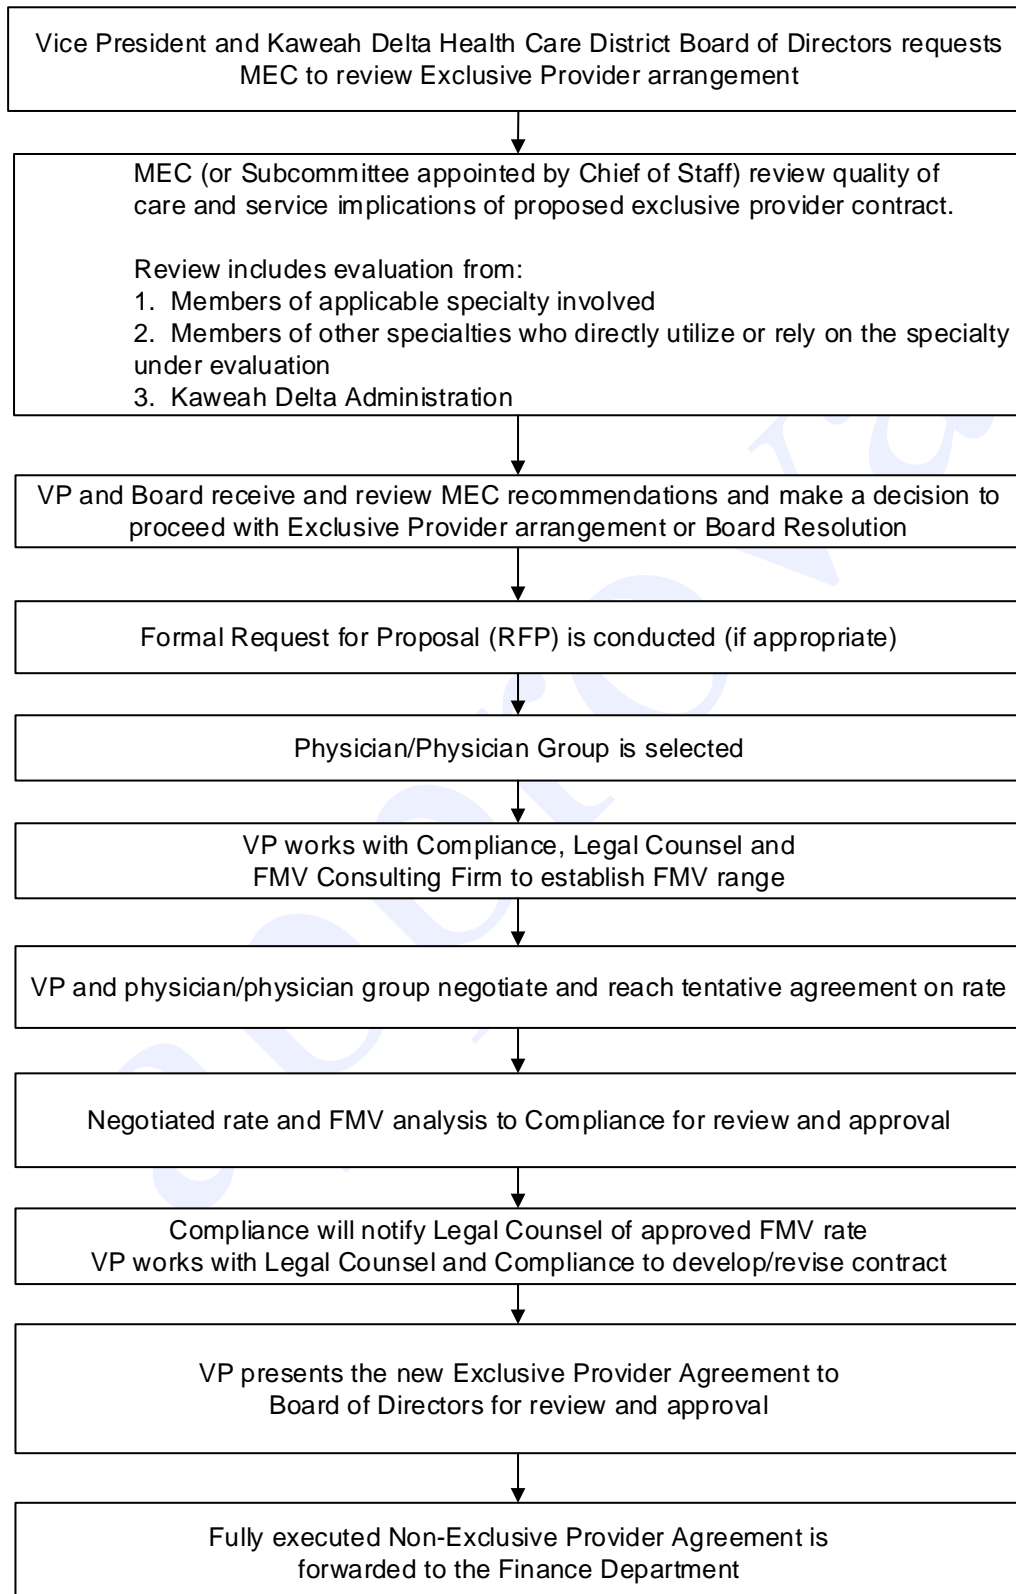 Vice President and Kaweah Delta Health Care District Board of Directors requests
MEC to review Exclusive Provider arrangement
MEC (or Subcommittee appointed by Chief of Staff) review quality of
care and service implications of proposed exclusive provider contract.
Review includes evaluation from:
1. Members of applicable specialty involved
2. Members of other specialties who directly utilize or rely on the specialty
under evaluation
3. Kaweah Delta Administration
VP and Board receive and review MEC recommendations and make a decision to
proceed with Exclusive Provider arrangement or Board Resolution
Formal Request for Proposal (RFP) is conducted (if appropriate)
Physician/Physician Group is selected
VP works with Compliance, Legal Counsel and
FMV Consulting Firm to establish FMV range
VP and physician/physician group negotiate and reach tentative agreement on rate
Negotiated rate and FMV analysis to Compliance for review and approval
Compliance will notify Legal Counsel of approved FMV rate
VP works with Legal Counsel and Compliance to develop/revise contract
VP presents the new Exclusive Provider Agreement to
Board of Directors for review and approval
Fully executed Non-Exclusive Provider Agreement is
forwarded to the Finance Department